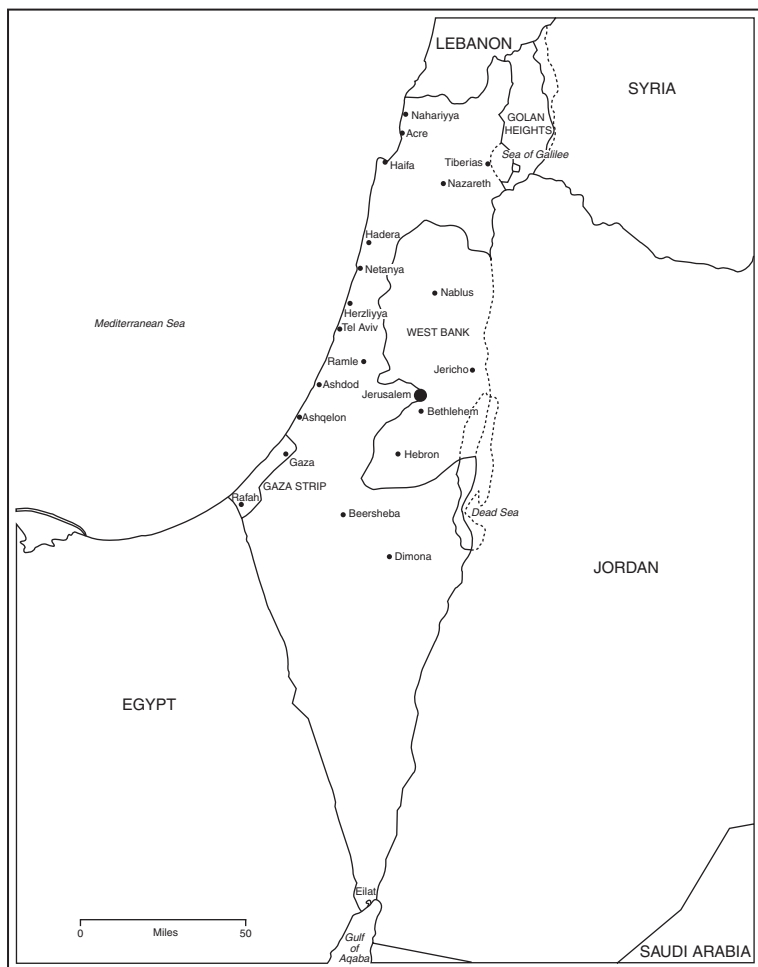 LEBANON
SYRIA
Nahariyya
GOLAN
HEIGHTS
Acre
Sea of Galilee
Haifa
Tiberias
Nazareth
Hadera
Netanya
Nablus
Herzliyya
Mediterranean Sea
Tel Aviv
WEST BANK
Ramle
Jericho
Ashdod
Jerusalem
Bethlehem
Ashqelon
Hebron
Gaza
GAZA STRIP
Rafah
Beersheba
Dead Sea
Dimona
JORDAN
EGYPT
Eilat
0 Miles 50
Gulf
of
Aqaba
SAUDI ARABIA